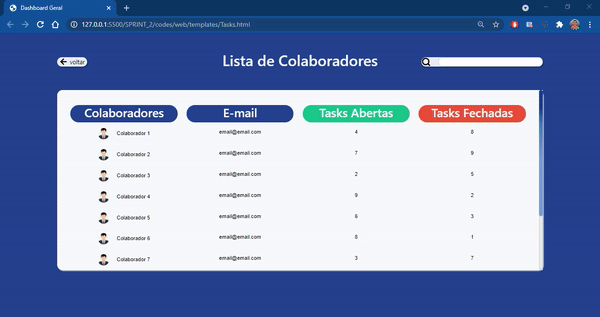 Dashboard Geral
127.0.0.1:5500/SPRINT_2/codes/web/templates/Tasks.html
voltar
Lista de Colaboradores
Colaboradores E-mail Tasks Abertas Tasks Fechadas
Colaborador 1 email@email.com 4 8
Colaborador 2 email@email.com 7 9
Colaborador 3 email@email.com 2 5
Colaborador 4 email@email.com 9 2
Colaborador 5 email@email.com 6 3
Colaborador 6 email@email.com 8 1
Colaborador 7 email@email.com 3 7